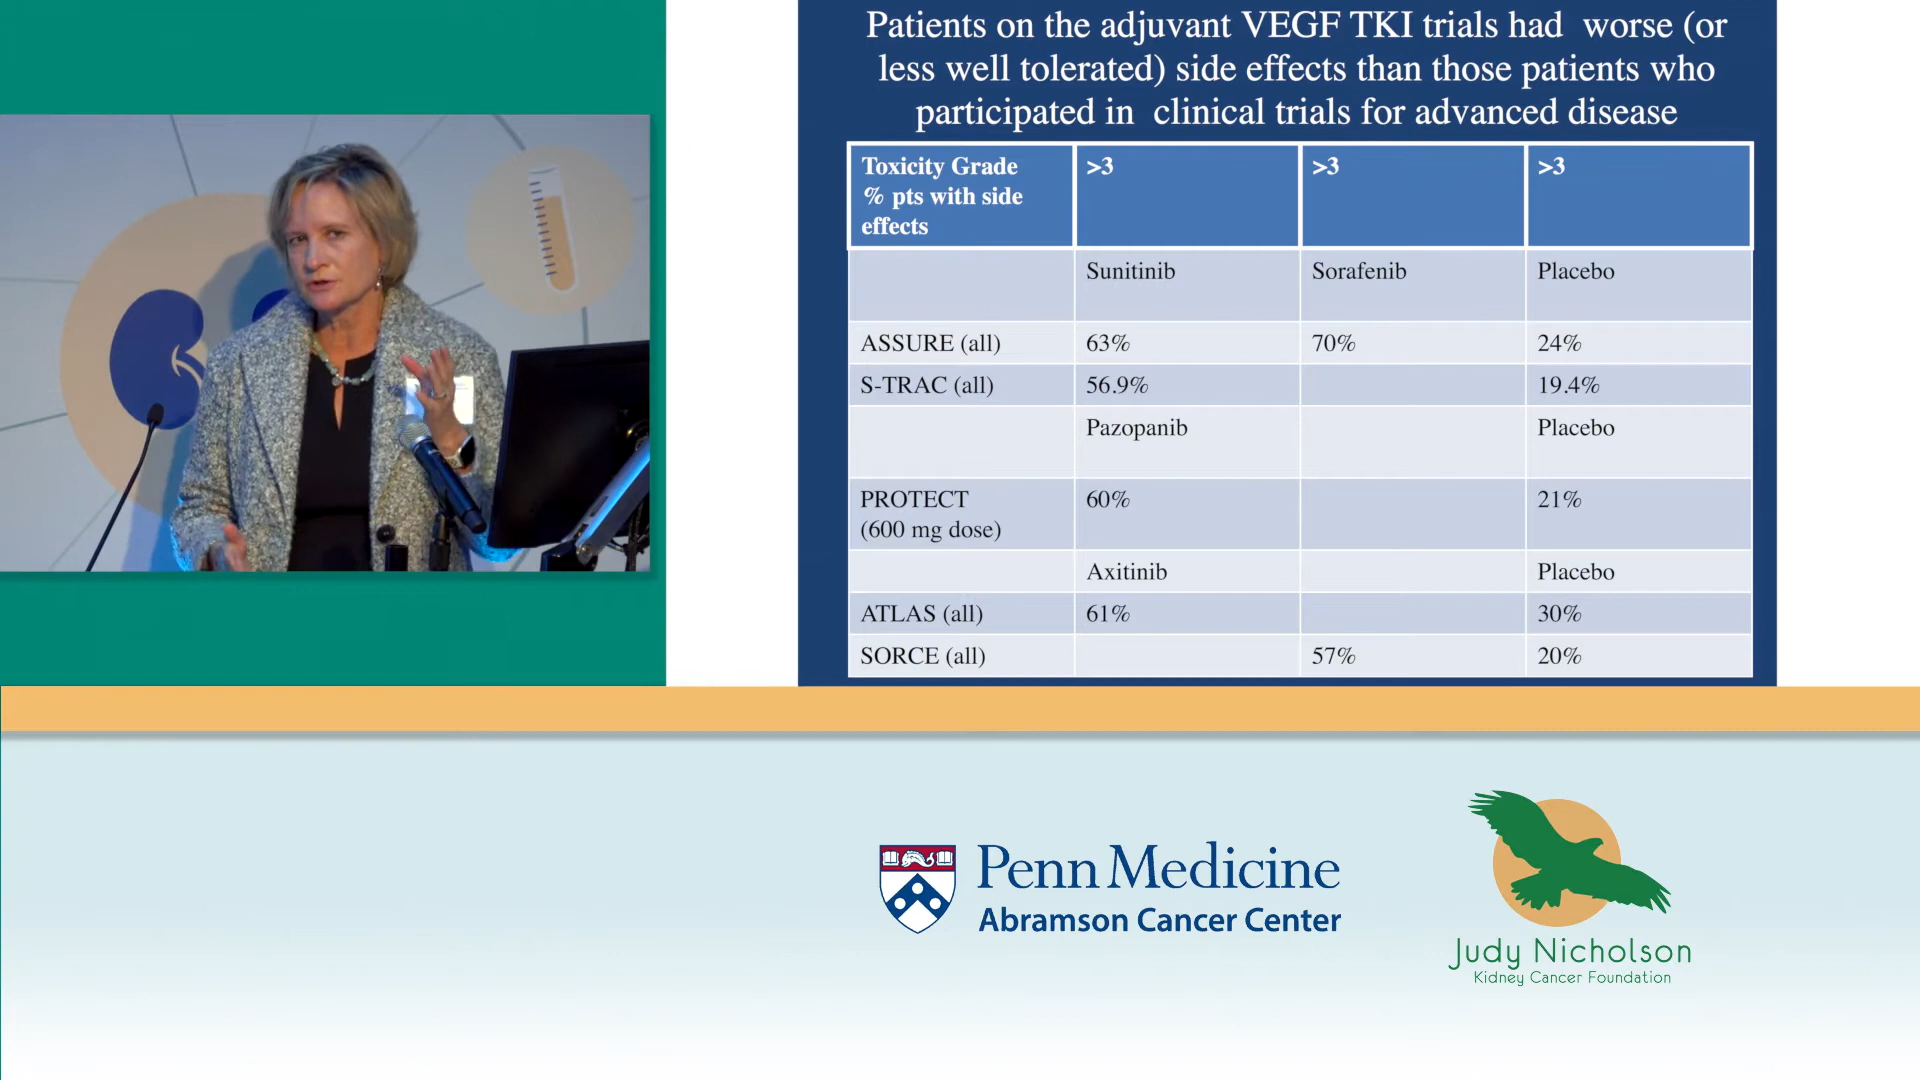 Patients on the adjuvant VEGF TKI trials had worse (or
less well tolerated) side effects than those patients who
participated in clinical trials for advanced disease
Toxicity Grade
% pts with side
effects
>3
>3
>3
Sunitinib
Sorafenib
Placebo
ASSURE (all)
63%
70%
24%
S-TRAC (all)
56.9%
19.4%
Pazopanib
Placebo
PROTECT
(600 mg dose)
60%
21%
Axitinib
Placebo
ATLAS (all)
61%
30%
SORCE (all)
57%
20%
Penn Medicine
Abramson Cancer Center
Judy Nicholson
Kidney Cancer Foundation